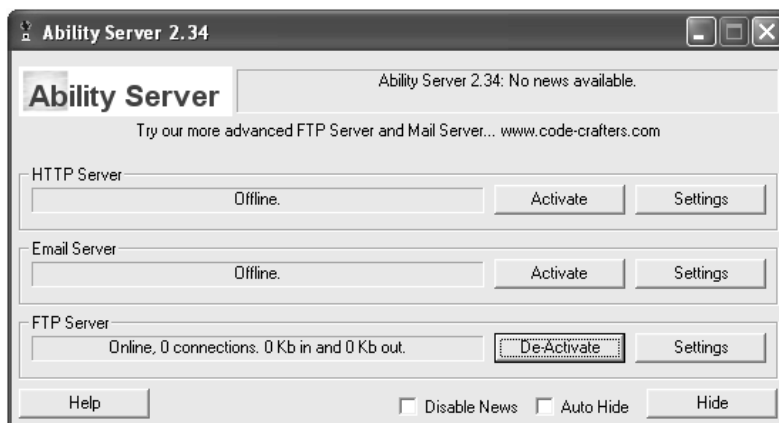 Ability Server 2.34
Ability Server
Ability Server 2.34: No news available.
Try our more advanced FTP Server and Mail Server... www.code-crafters.com
HTTP Server
Offline. Activate Settings
Email Server
Offline. Activate Settings
FTP Server
Online, 0 connections. 0 Kb in and 0 Kb out. De-Activate Settings
Help Disable News Auto Hide Hide